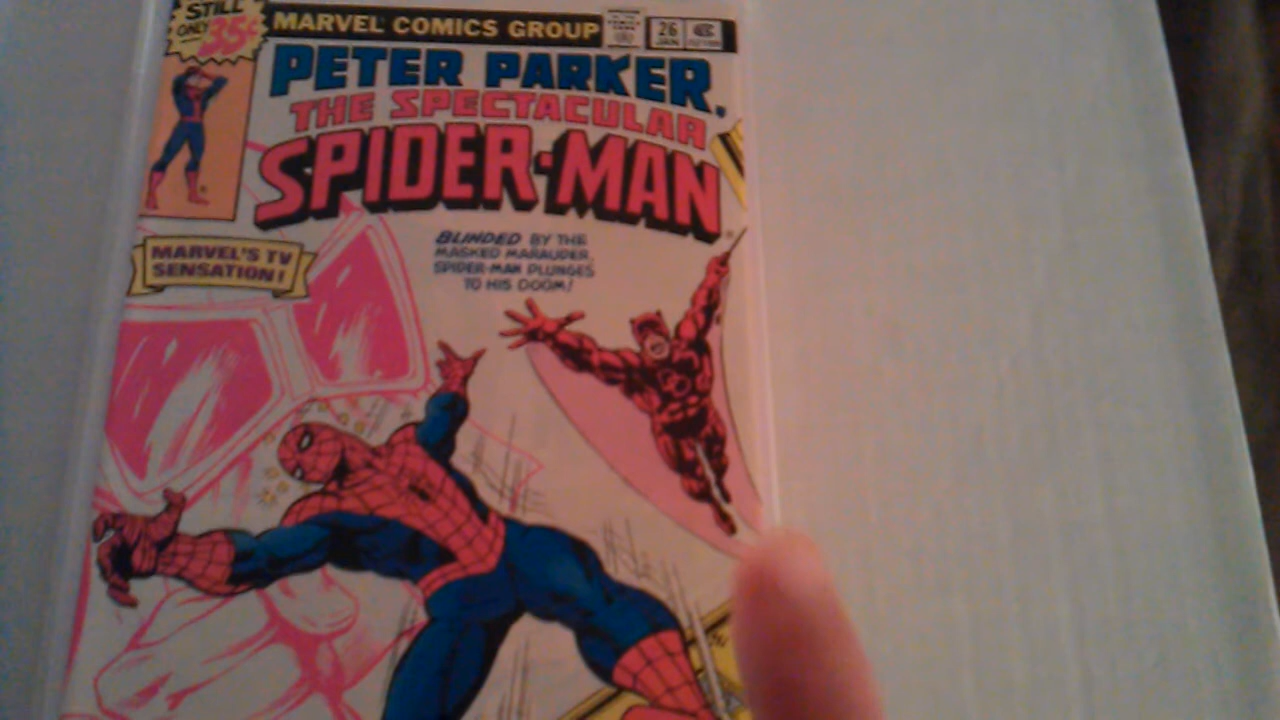 STILL
ONLY 35¢
MARVEL COMICS GROUP
26
JAN
PETER PARKER,
THE SPECTACULAR
SPIDER-MAN
MARVEL'S TV
SENSATION!
BLINDED BY THE
MASKED MARAUDER,
SPIDER-MAN PLUNGES
TO HIS DOOM!